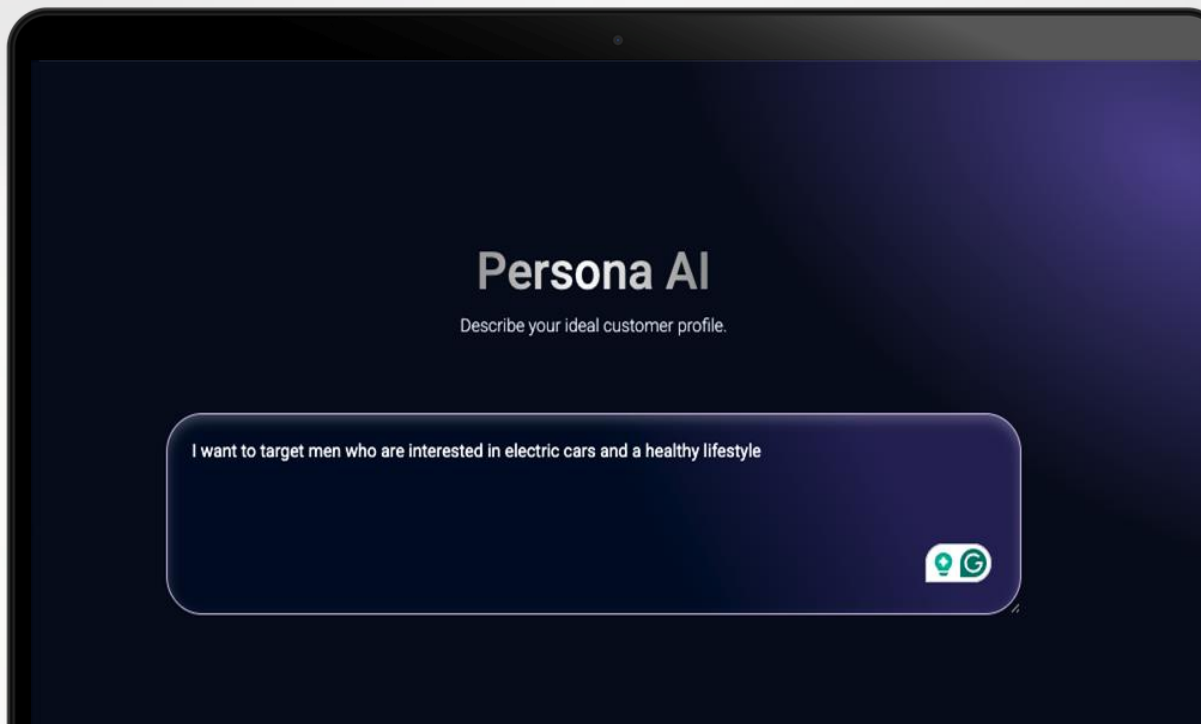 Persona AI
Describe your ideal customer profile.
I want to target men who are interested in electric cars and a healthy lifestyle